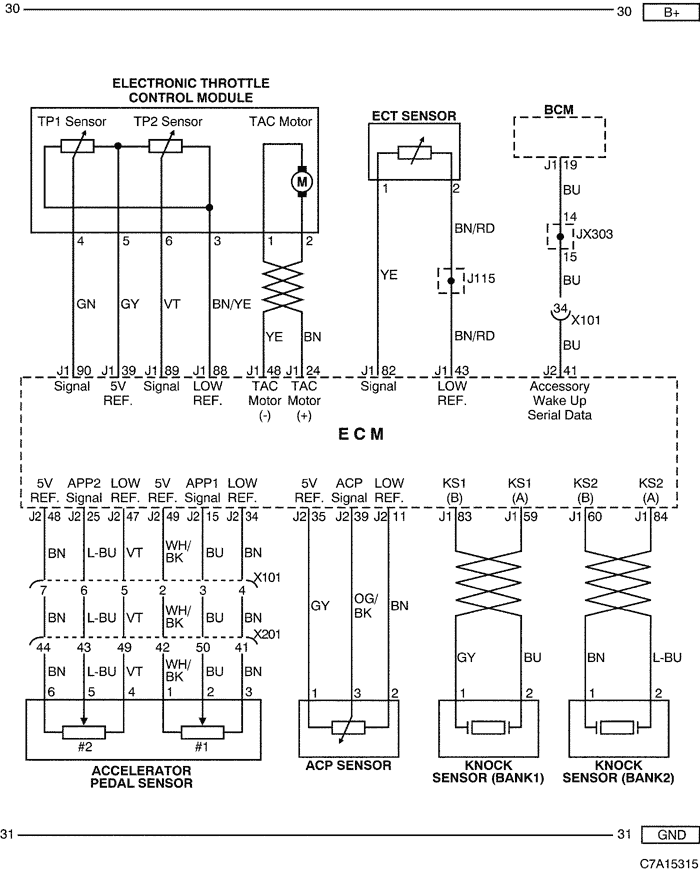 30 30 B+
ELECTRONIC THROTTLE
CONTROL MODULE
TP1 Sensor TP2 Sensor TAC Motor
M
4 5 6 3 1 2
ECT SENSOR
1 2
BCM
J1 19
BU
14
JX303
15
BU
34
X101
BU
BN/RD
J115
BN/RD
GN GY VT BN/YE YE BN YE
J1 90 J1 39 J1 89 J1 88 J1 48 J1 24 J1 82 J1 43 J2 41
Signal 5V Signal LOW TAC TAC Signal LOW Accessory
REF. REF. Motor Motor REF. Wake Up
(-) (+) Serial Data
ECM
5V APP2 LOW 5V APP1 LOW 5V ACP LOW KS1 KS1 KS2 KS2
REF. Signal REF. REF. Signal REF. REF. Signal REF. (B) (A) (B) (A)
J2 48 J2 25 J2 47 J2 49 J2 15 J2 34 J2 35 J2 39 J2 11 J1 83 J1 59 J1 60 J1 84
BN L-BU VT WH/ BU BN
BK
X101
7 6 5 2 3 4
BN L-BU VT WH/ BU BN
BK
GY OG/ BN
BK
X201
44 43 49 42 50 41
BN L-BU VT WH/ BU BN
BK
GY BU BN L-BU
6 5 4 1 2 3 1 3 2 1 2 1 2
#2 #1
ACCELERATOR
PEDAL SENSOR
ACP SENSOR
KNOCK
SENSOR (BANK1)
KNOCK
SENSOR (BANK2)
31 31 GND
C7A15315